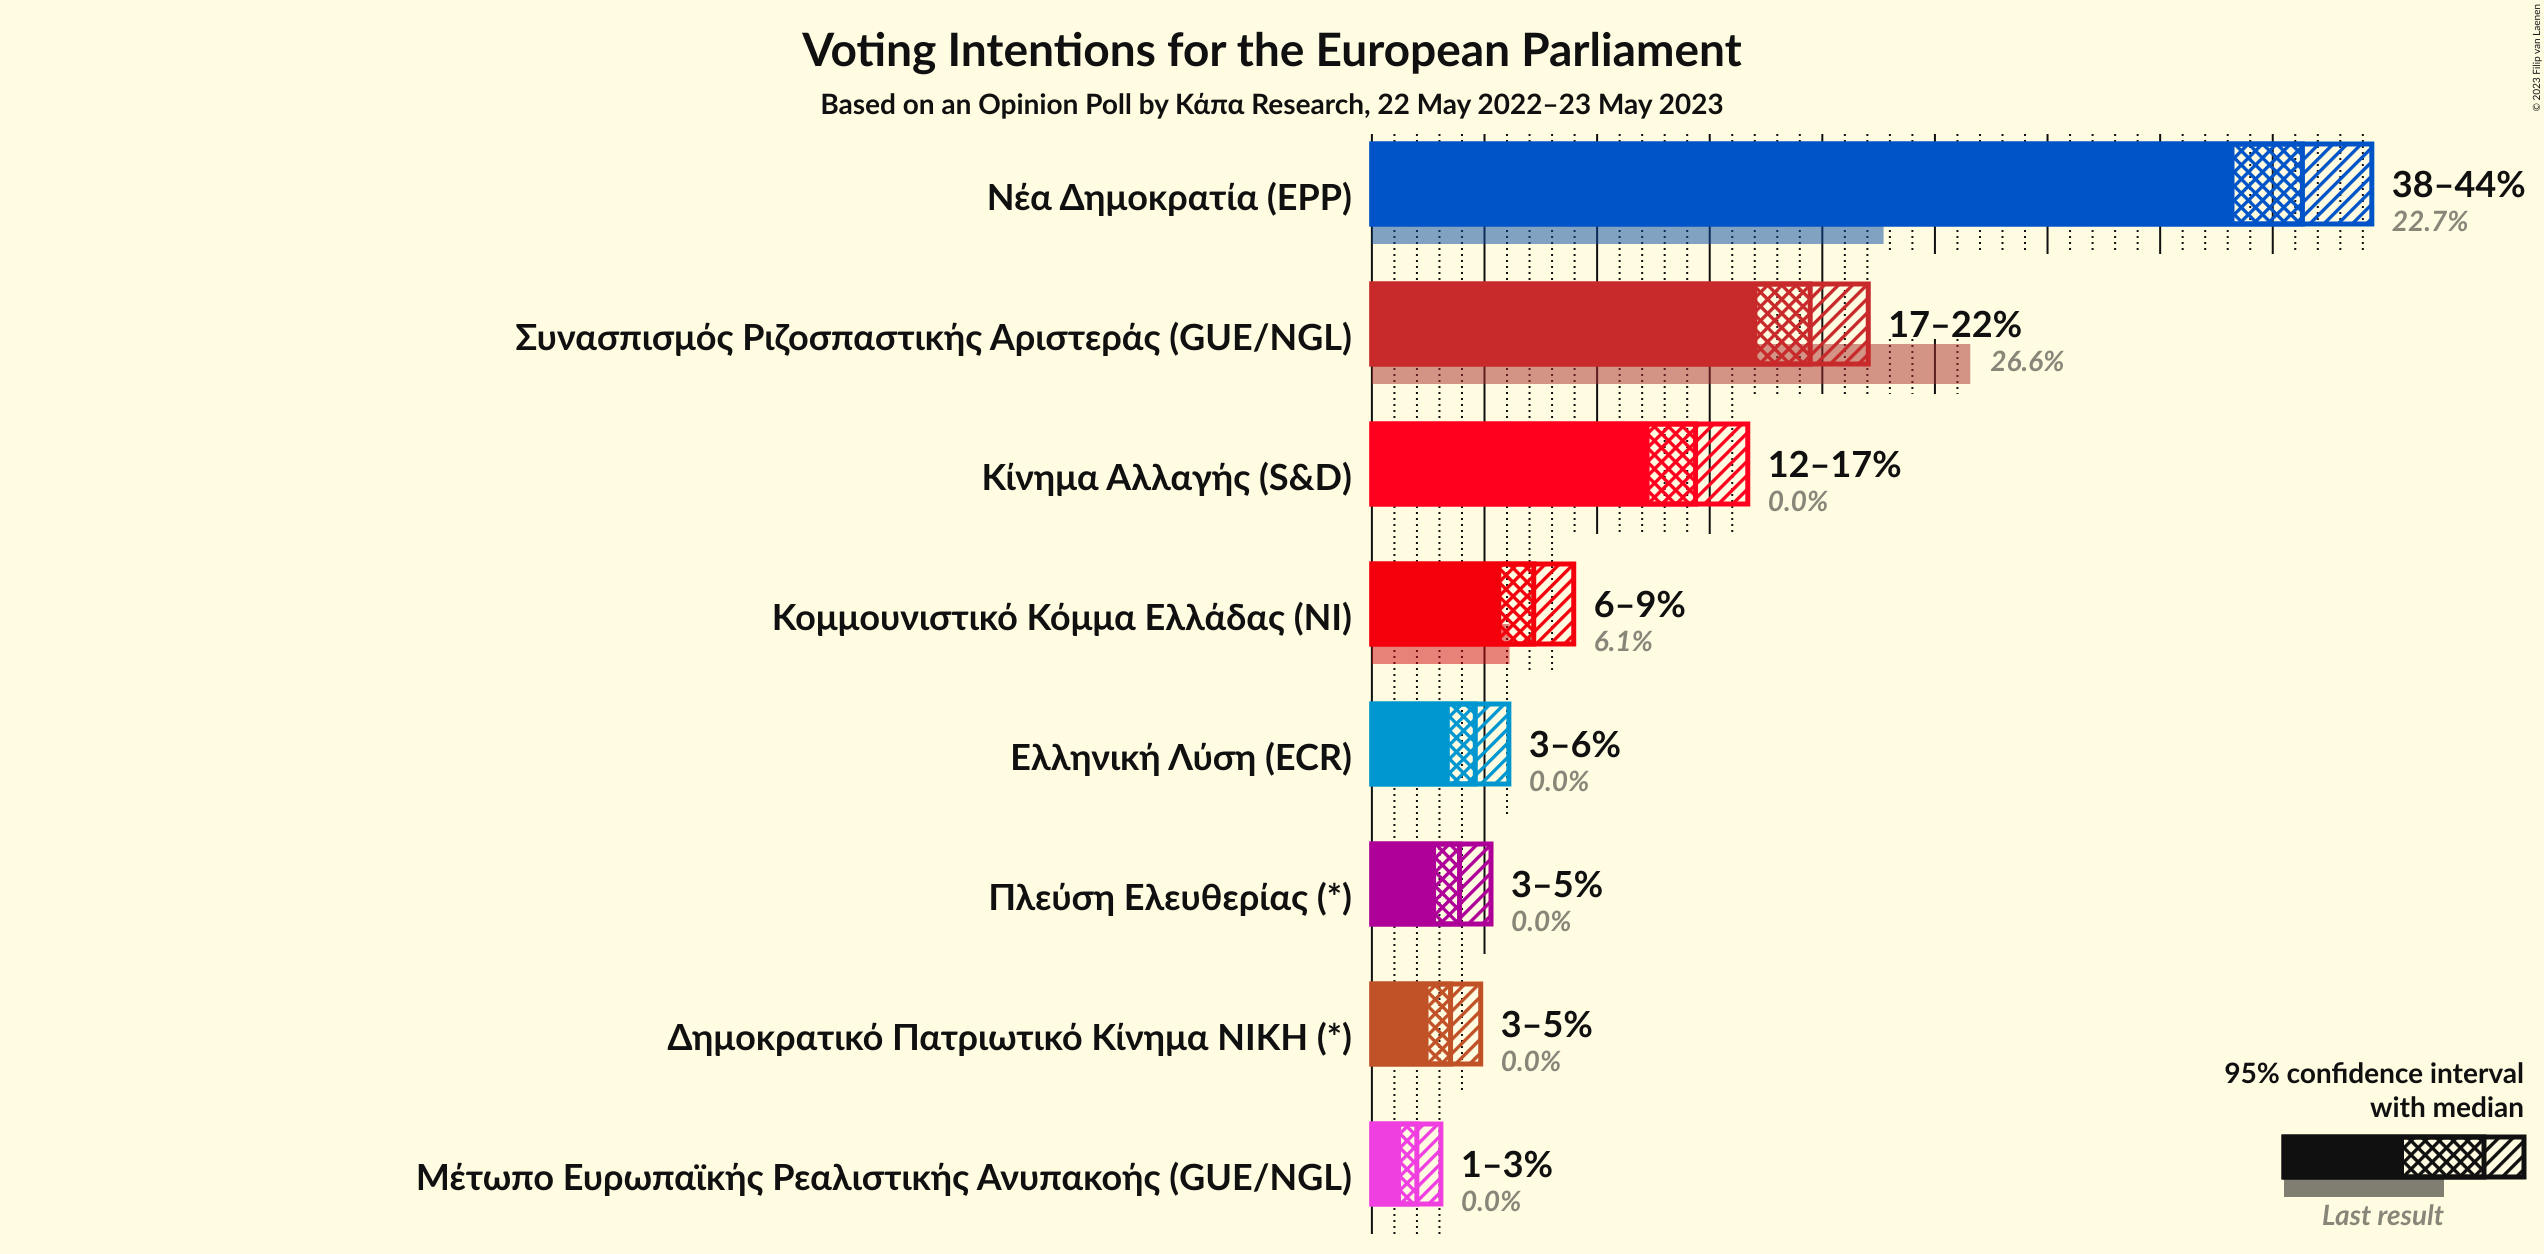 Voting Intentions for the European Parliament
Based on an Opinion Poll by Κάπα Research, 22 May 2022–23 May 2023
© 2023 Filip van Laenen
Νέα Δημοκρατία (EPP)
38–44%
22.7%
Συνασπισμός Ριζοσπαστικής Αριστεράς (GUE/NGL)
17–22%
26.6%
Κίνημα Αλλαγής (S&D)
12–17%
0.0%
Κομμουνιστικό Κόμμα Ελλάδας (NI)
6–9%
6.1%
Ελληνική Λύση (ECR)
3–6%
0.0%
Πλεύση Ελευθερίας (*)
3–5%
0.0%
Δημοκρατικό Πατριωτικό Κίνημα ΝΙΚΗ (*)
3–5%
0.0%
Μέτωπο Ευρωπαϊκής Ρεαλιστικής Ανυπακοής (GUE/NGL)
1–3%
0.0%
95% confidence interval
with median
Last result